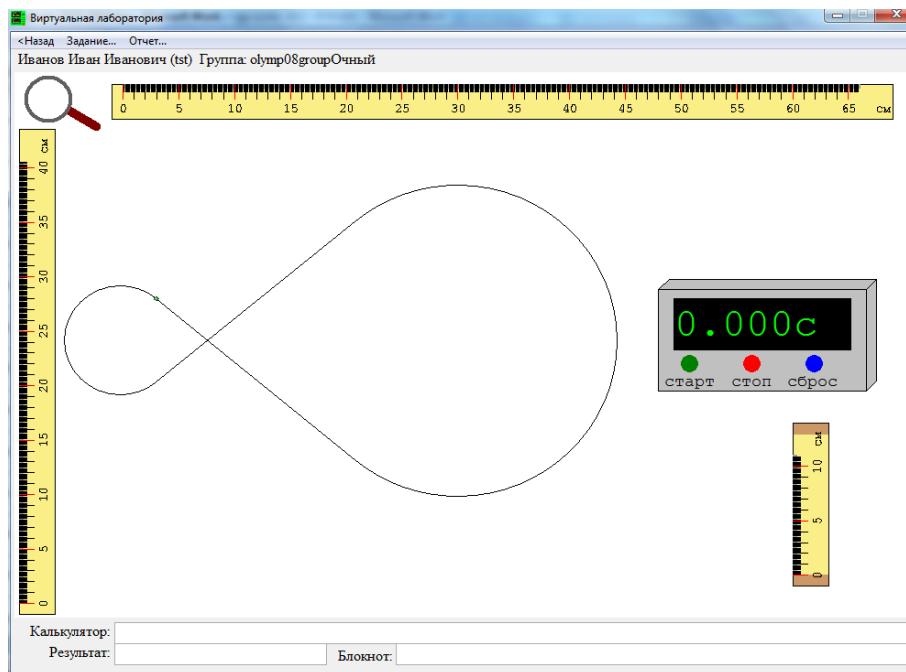 Виртуальная лаборатория
<Назад Задание... Отчет...
Иванов Иван Иванович (tst) Группа: olymp08groupОчный
0 5 10 15 20 25 30 35 40 45 50 55 60 65 см
см 40 35 30 25 20 15 10 5 0
0.000с
старт стоп сброс
см 10 5 0
Калькулятор:
Результат: Блокнот: